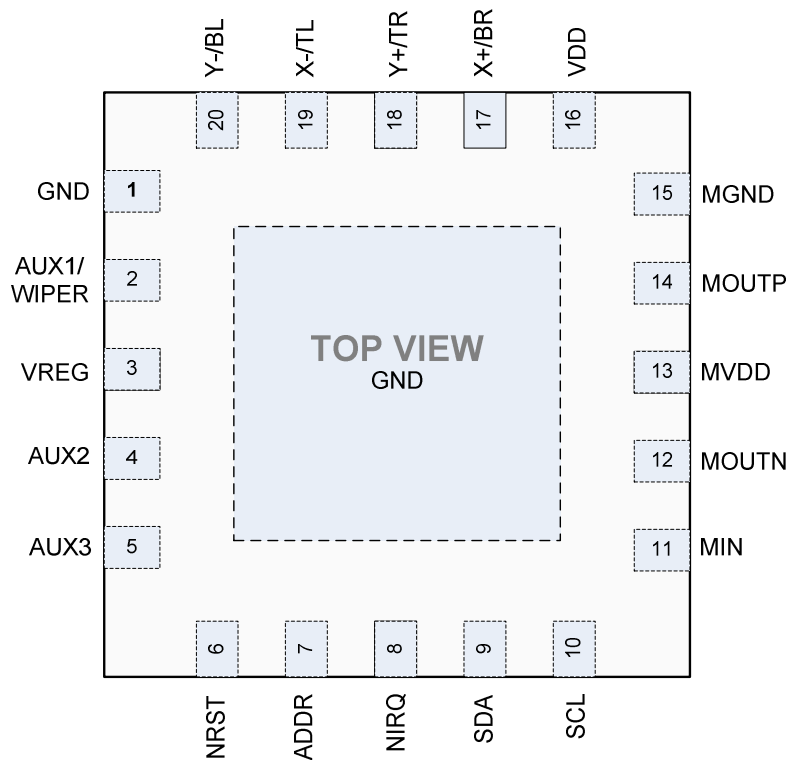 Y-/BL
X-/TL
Y+/TR
X+/BR
VDD
20
19
18
17
16
GND
1
15
MGND
AUX1/
WIPER
2
14
MOUTP
TOP VIEW
GND
VREG
3
13
MVDD
AUX2
4
12
MOUTN
AUX3
5
11
MIN
6
7
8
9
10
NRST
ADDR
NIRQ
SDA
SCL